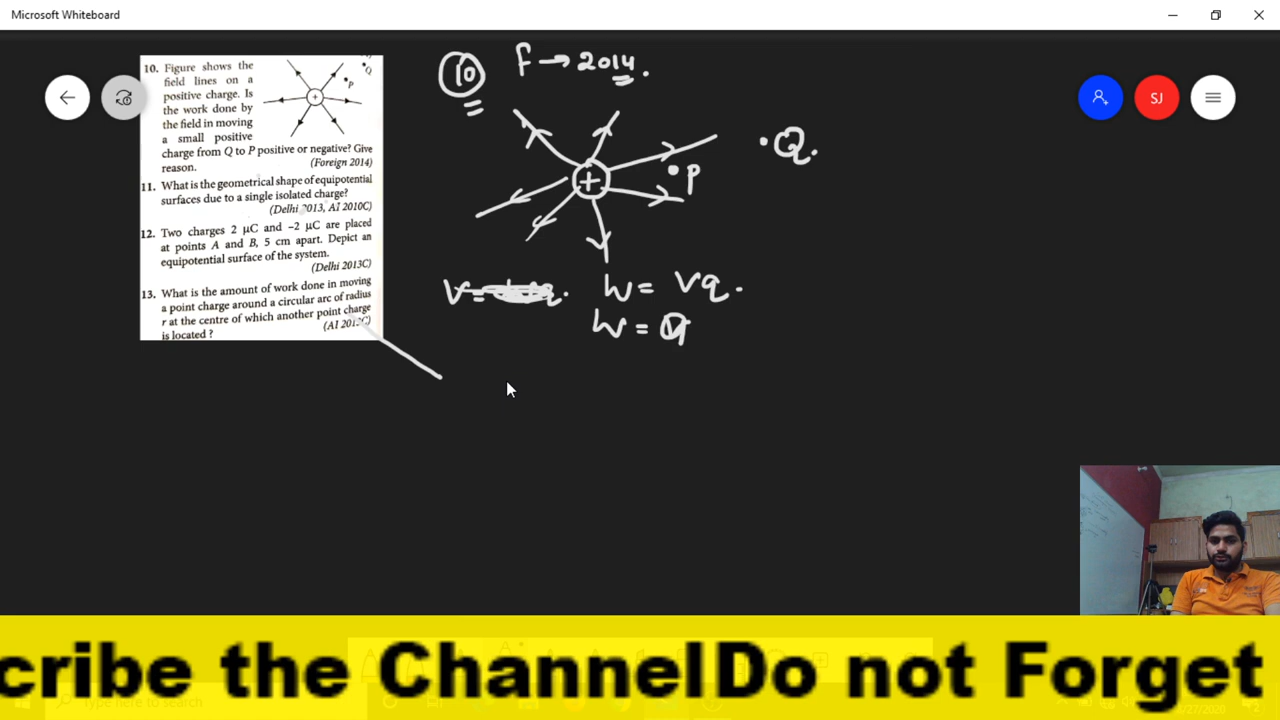 Microsoft Whiteboard
10. Figure shows the
field lines on a
positive charge. Is
the work done by
the field in moving
a small positive
charge from Q to P positive or negative? Give
reason. (Foreign 2014)
Q
P
+
11. What is the geometrical shape of equipotential
surfaces due to a single isolated charge?
(Delhi 2013, AI 2010C)
12. Two charges 2 μC and −2 μC are placed
at points A and B, 5 cm apart. Depict an
equipotential surface of the system.
(Delhi 2013C)
13. What is the amount of work done in moving
a point charge around a circular arc of radius
r at the centre of which another point charge
is located?
10 F → 2014.
+
.P
.Q.
V=
W = Vq.
W =
SJ
cribe the ChannelDo not Forget